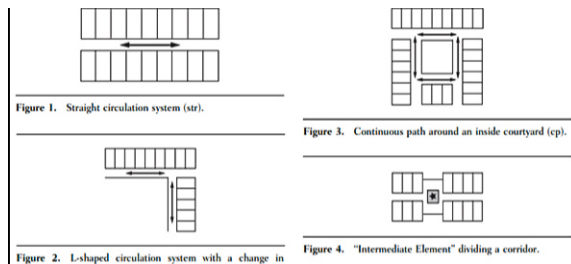 Figure 1. Straight circulation system (str).
Figure 2. L-shaped circulation system with a change in
Figure 3. Continuous path around an inside courtyard (cp).
Figure 4. "Intermediate Element" dividing a corridor.